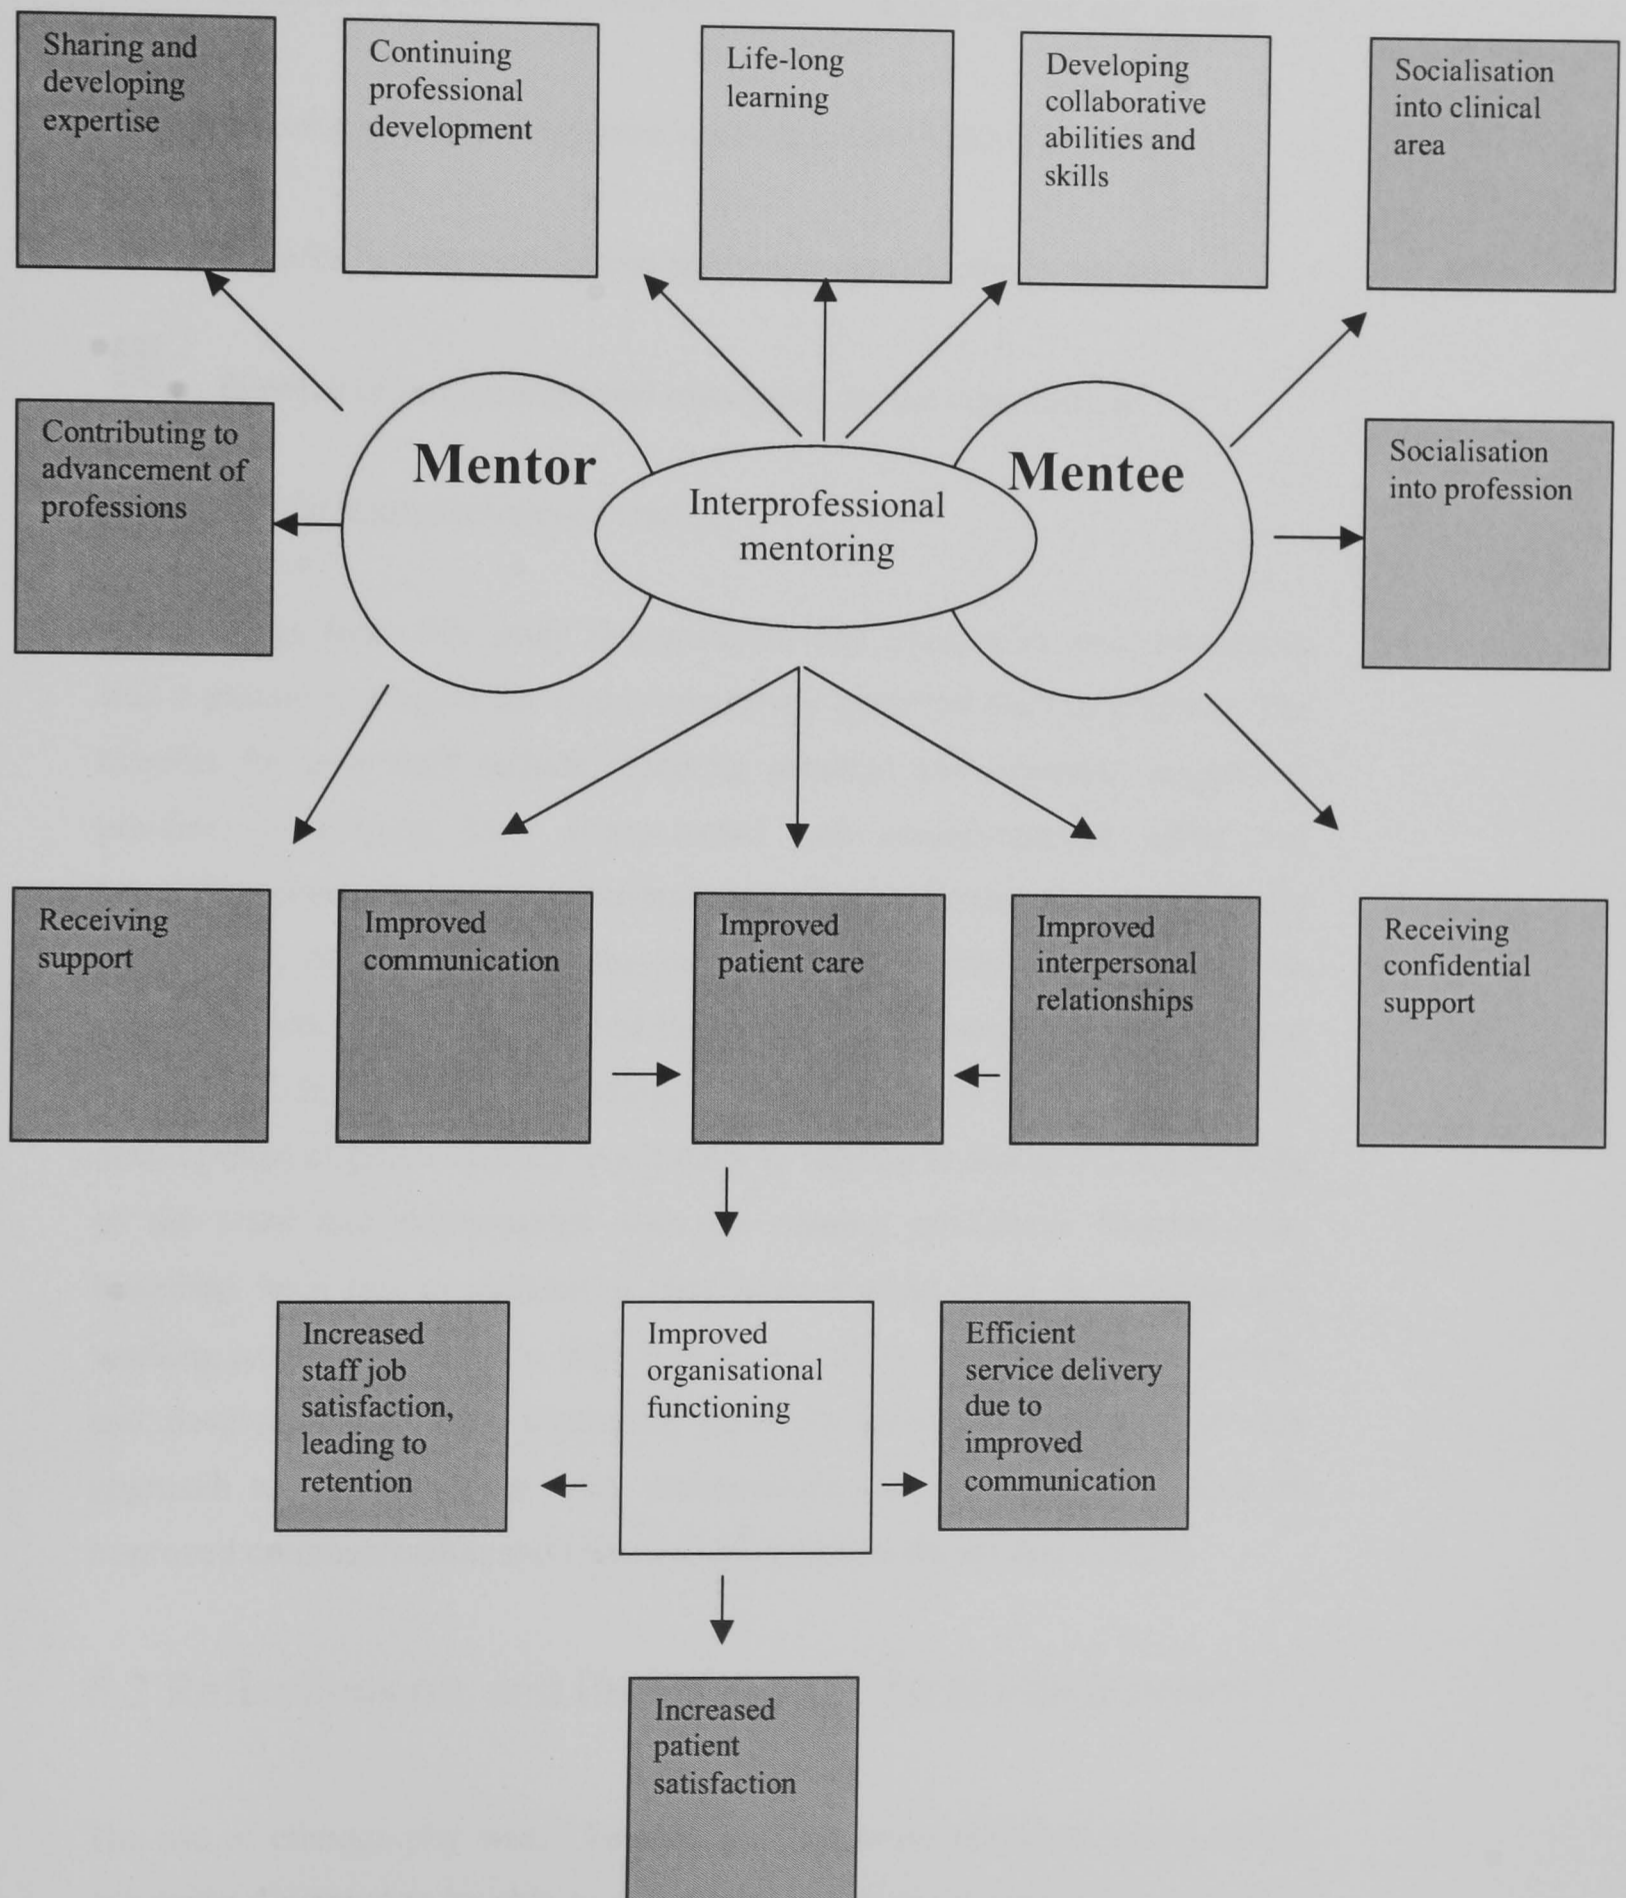 Sharing and
developing
expertise
Continuing
professional
development
Life-long
learning
Developing
collaborative
abilities and
skills
Socialisation
into clinical
area
Contributing to
advancement of
professions
Mentor
Interprofessional
mentoring
Mentee
Socialisation
into profession
Receiving
support
Improved
communication
Improved
patient care
Improved
interpersonal
relationships
Receiving
confidential
support
Increased
staff job
satisfaction,
leading to
retention
Improved
organisational
functioning
Efficient
service delivery
due to
improved
communication
Increased
patient
satisfaction